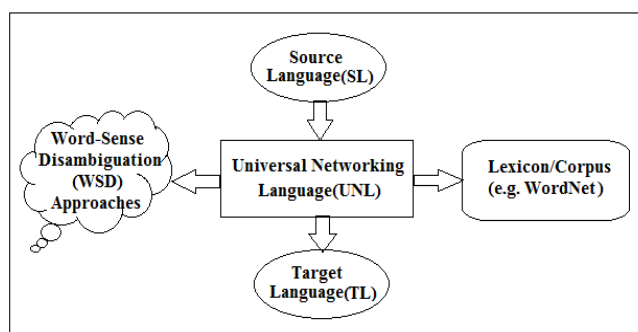 Source
Language(SL)
Word-Sense
Disambiguation
(WSD)
Approaches
Universal Networking
Language(UNL)
Lexicon/Corpus
(e.g. WordNet)
Target
Language(TL)